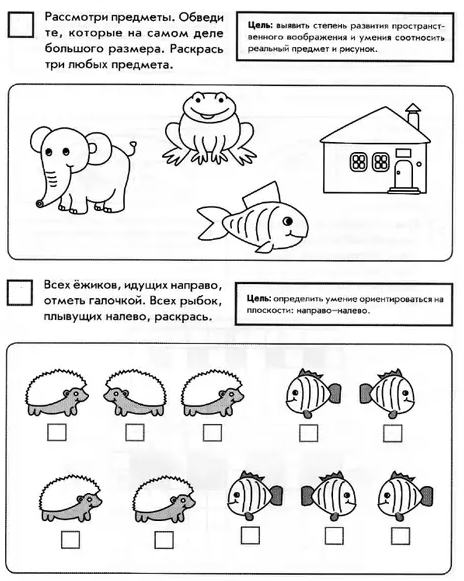 Рассмотри предметы. Обведи
те, которые на самом деле
большого размера. Раскрась
три любых предмета.
Цель: выявить степень развития пространст-
венного воображения и умения соотносить
реальный предмет и рисунок.
Всех ёжиков, идущих направо,
отметь галочкой. Всех рыбок,
плывущих налево, раскрась.
Цель: определить умение ориентироваться на
плоскости: направо–налево.